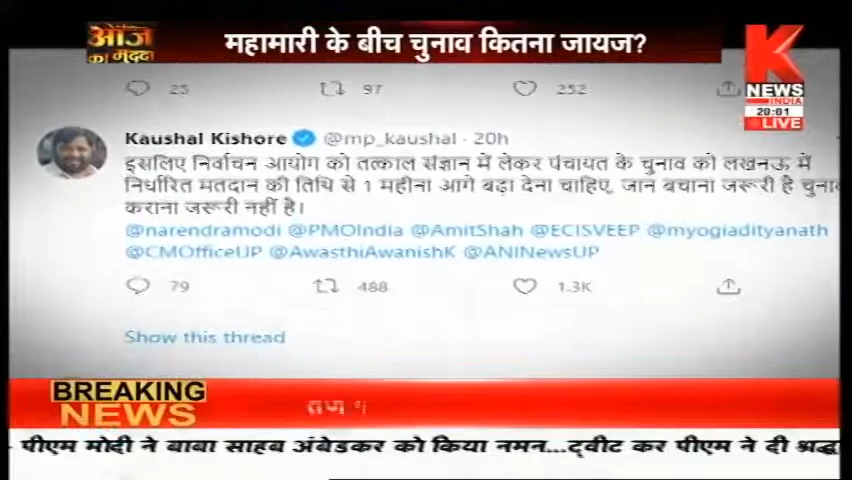 आज
का मुद्दा
महामारी के बीच चुनाव कितना जायज?
K
NEWS
INDIA
20:01
LIVE
25 97 252
Kaushal Kishore @mp_kaushal · 20h
इसलिए निर्वाचन आयोग को तत्काल संज्ञान में लेकर पंचायत के चुनाव को लखनऊ में
निर्धारित मतदान की तिथि से 1 महीना आगे बढ़ा देना चाहिए, जान बचाना जरूरी है चुनाव
कराना जरूरी नहीं है।
@narendramodi @PMOIndia @AmitShah @ECISVEEP @myogiadityanath
@CMOfficeUP @AwasthiAwanishK @ANINewsUP
79 488 1.3K
Show this thread
BREAKING
NEWS
पीएम मोदी ने बाबा साहब अंबेडकर को किया नमन...ट्वीट कर पीएम ने दी